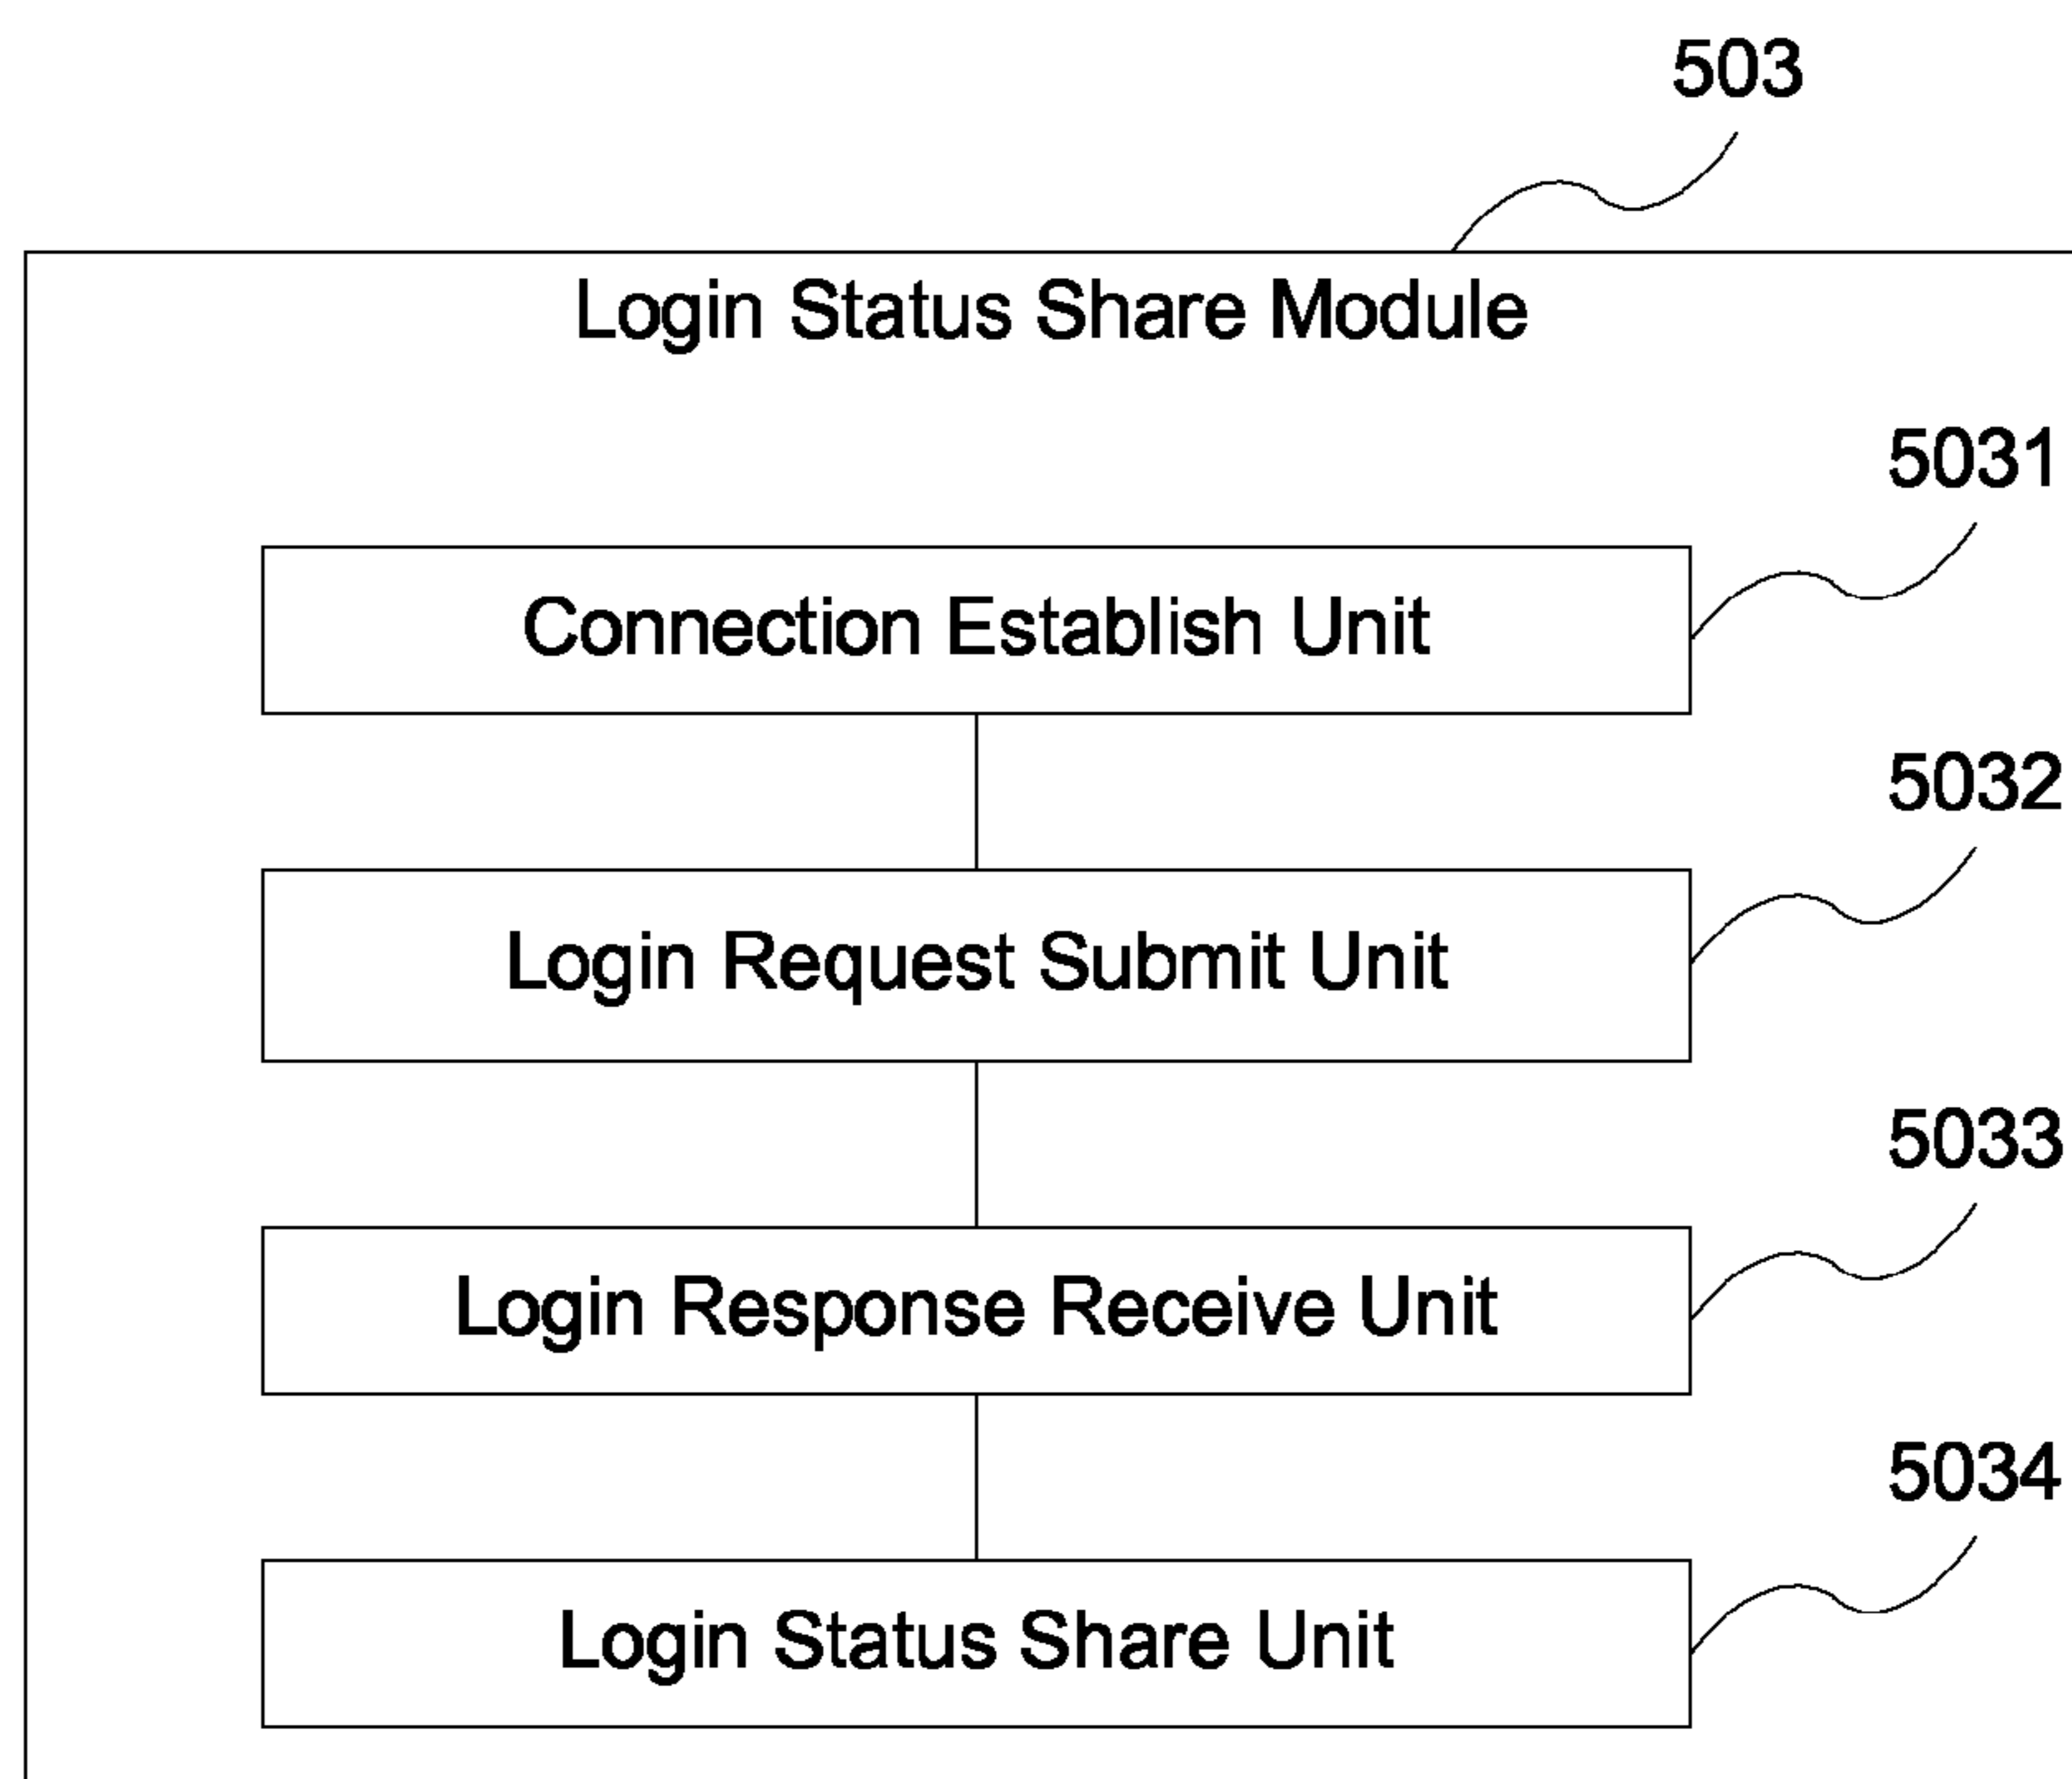 503
Login Status Share Module
5031
Connection Establish Unit
5032
Login Request Submit Unit
5033
Login Response Receive Unit
5034
Login Status Share Unit